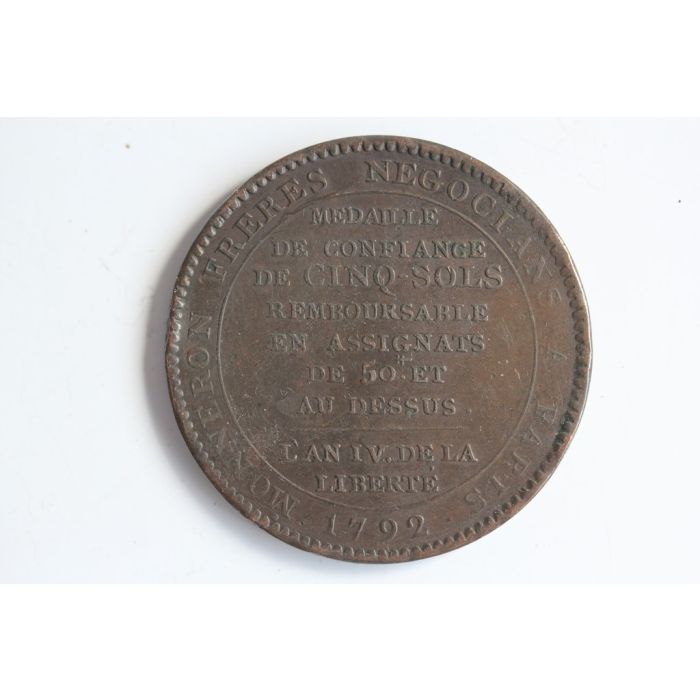 MONNERON FRERES NEGOCIANS A PARIS
MEDAILLE
DE CONFIANCE
DE CINQ-SOLS
REMBOURSABLE
EN ASSIGNATS
DE 50# ET
AU DESSUS.
L'AN IV. DE LA
LIBERTÉ
. 1792 .